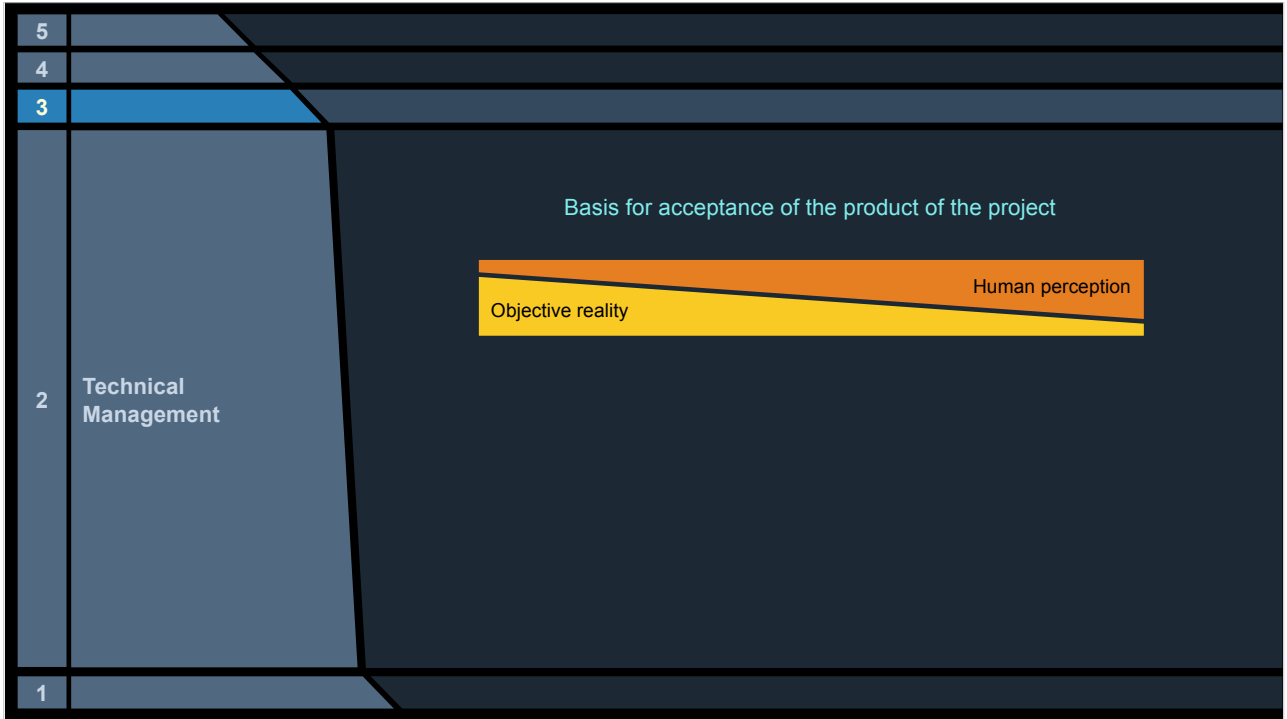 5
4
3
Basis for acceptance of the product of the project
Human perception
Objective reality
2
Technical
Management
1